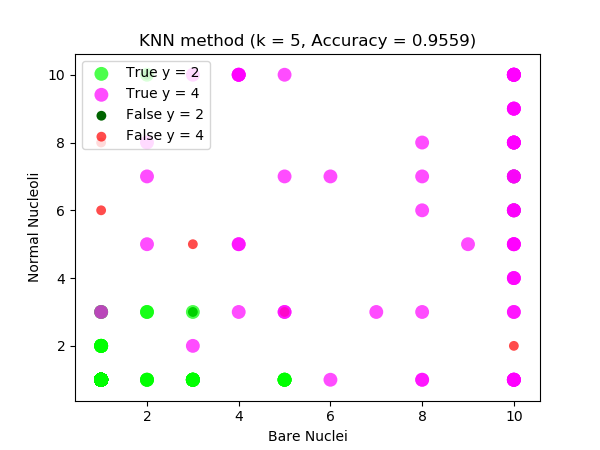 KNN method (k = 5, Accuracy = 0.9559)
True y = 2
True y = 4
False y = 2
False y = 4
Normal Nucleoli
10
8
6
4
2
2 4 6 8 10
Bare Nuclei